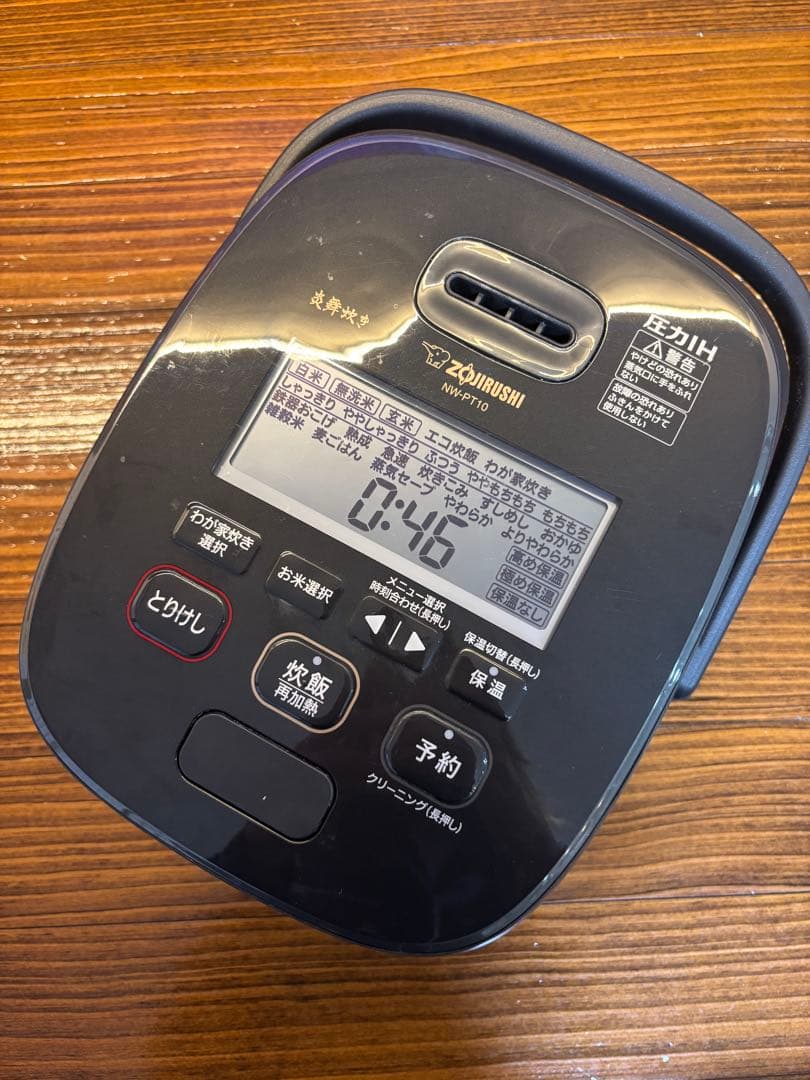 炎舞炊き
ZOJIRUSHI
NW-PT10
圧力IH
警告
やけどの恐れあり
蒸気口に手をふれ
ない
故障の恐れあり
ふきんをかけて
使用しない
白米 無洗米 玄米 エコ炊飯 わが家炊き
しゃっきり ややしゃっきり ふつう ややもちもち もちもち
鉄器おこげ 熟成 急速 炊きこみ すしめし おかゆ
雑穀米 麦ごはん 蒸気セーブ やわらか よりやわらか
0:46
高め保温
極め保温
保温なし
わが家炊き
選択
お米選択
メニュー選択
時刻合わせ(長押し)
保温切替(長押し)
保温
とりけし
炊飯
再加熱
予約
クリーニング(長押し)